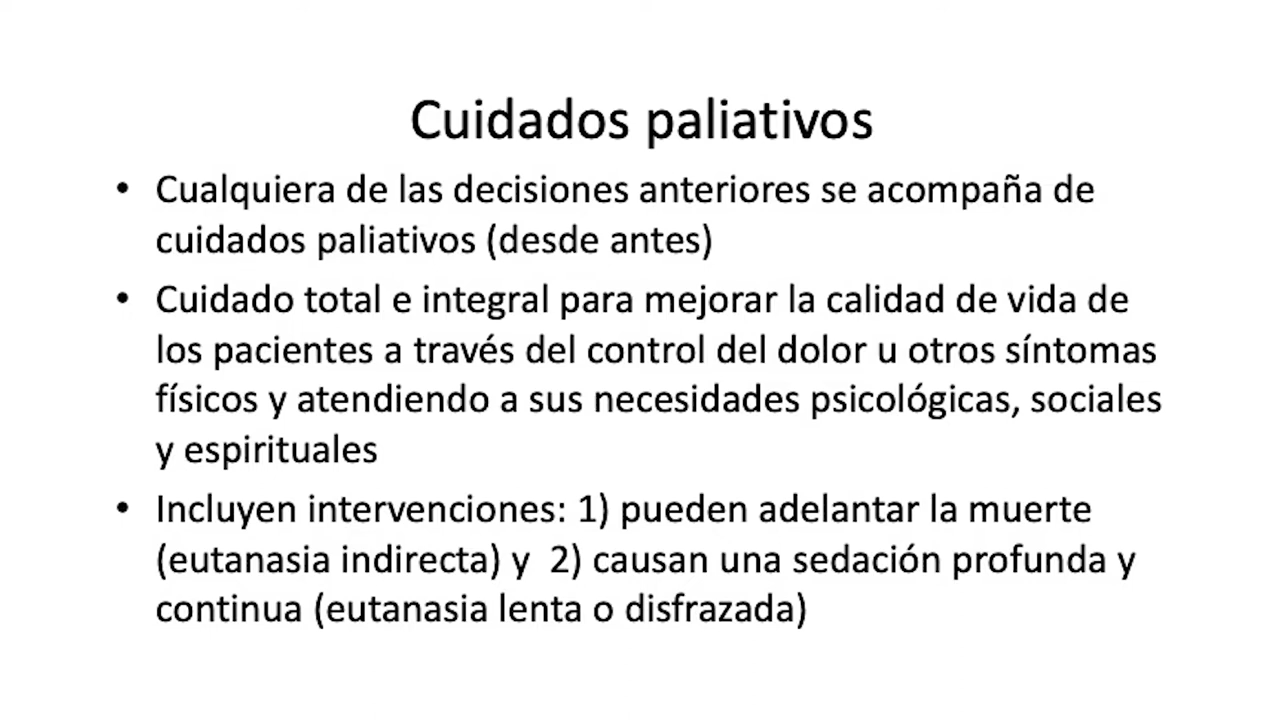 Cuidados paliativos
• Cualquiera de las decisiones anteriores se acompaña de
cuidados paliativos (desde antes)
• Cuidado total e integral para mejorar la calidad de vida de
los pacientes a través del control del dolor u otros síntomas
físicos y atendiendo a sus necesidades psicológicas, sociales
y espirituales
• Incluyen intervenciones: 1) pueden adelantar la muerte
(eutanasia indirecta) y  2) causan una sedación profunda y
continua (eutanasia lenta o disfrazada)